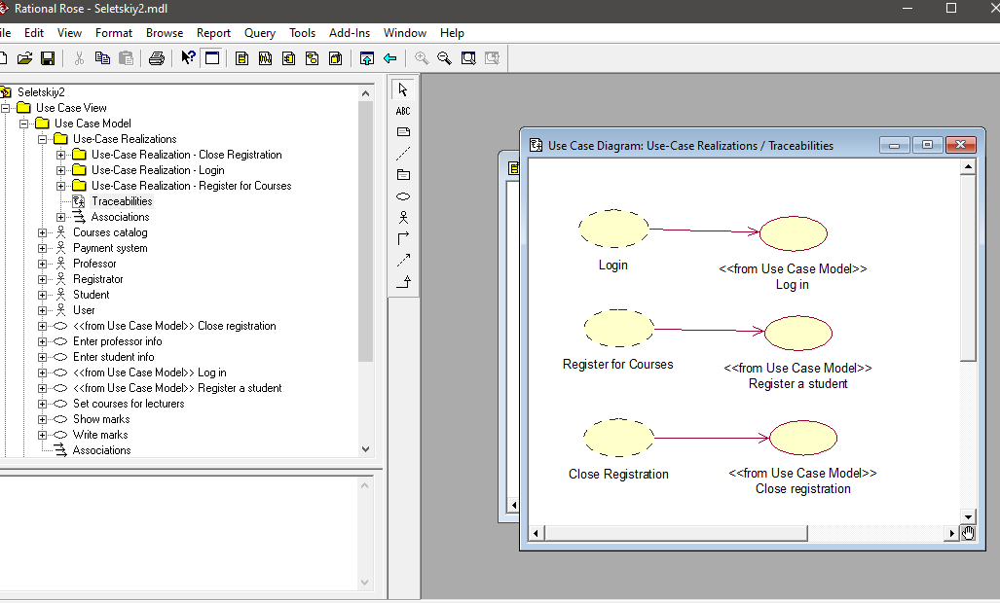 Rational Rose - Seletskiy2.mdl
ile Edit View Format Browse Report Query Tools Add-Ins Window Help
Seletskiy2
Use Case View
Use Case Model
Use-Case Realizations
Use-Case Realization - Close Registration
Use-Case Realization - Login
Use-Case Realization - Register for Courses
Traceabilities
Associations
Courses catalog
Payment system
Professor
Registrator
Student
User
<<from Use Case Model>> Close registration
Enter professor info
Enter student info
<<from Use Case Model>> Log in
<<from Use Case Model>> Register a student
Set courses for lecturers
Show marks
Write marks
Associations
ABC
Use Case Diagram: Use-Case Realizations / Traceabilities
Login
<<from Use Case Model>>
Log in
Register for Courses
<<from Use Case Model>>
Register a student
Close Registration
<<from Use Case Model>>
Close registration